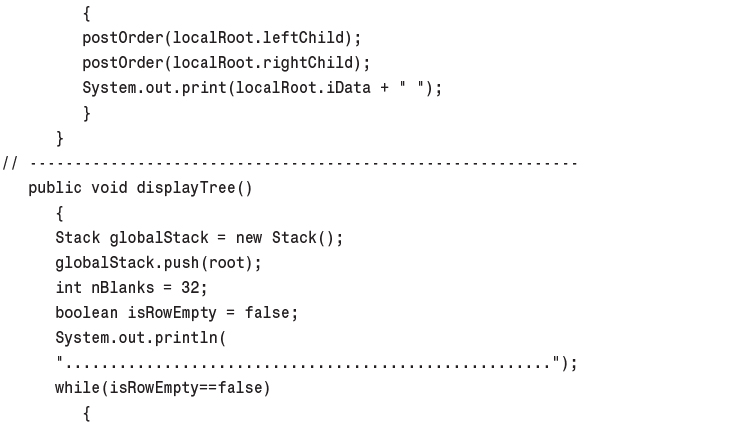 {
postOrder(localRoot.leftChild);
postOrder(localRoot.rightChild);
System.out.print(localRoot.iData + " ");
}
}
// -------------------------------------------------------------
public void displayTree()
{
Stack globalStack = new Stack();
globalStack.push(root);
int nBlanks = 32;
boolean isRowEmpty = false;
System.out.println(
"......................................................");
while(isRowEmpty==false)
{